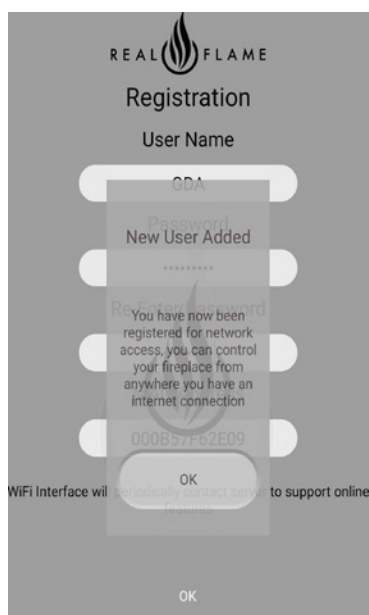 REAL FLAME
Registration
User Name
GDA
Password
New User Added
•••••••••
Re-Enter Password
You have now been
registered for network
access, you can control
your fireplace from
anywhere you have an
internet connection
000B57F62E09
OK
WiFi Interface will periodically contact server to support online
features
OK